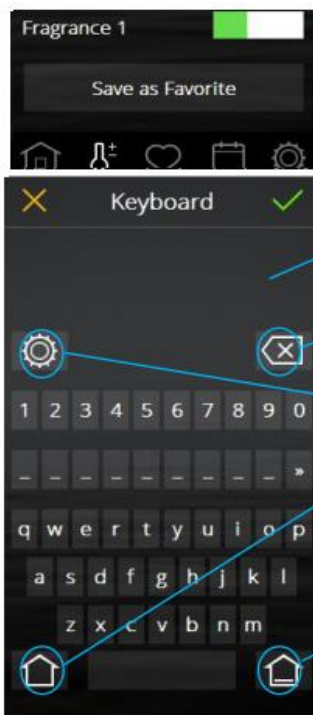 Fragrance 1
Save as Favorite
Keyboard
1 2 3 4 5 6 7 8 9 0
_ _ _ _ _ _ _ _ _ »
q w e r t y u i o p
a s d f g h j k l
z x c v b n m